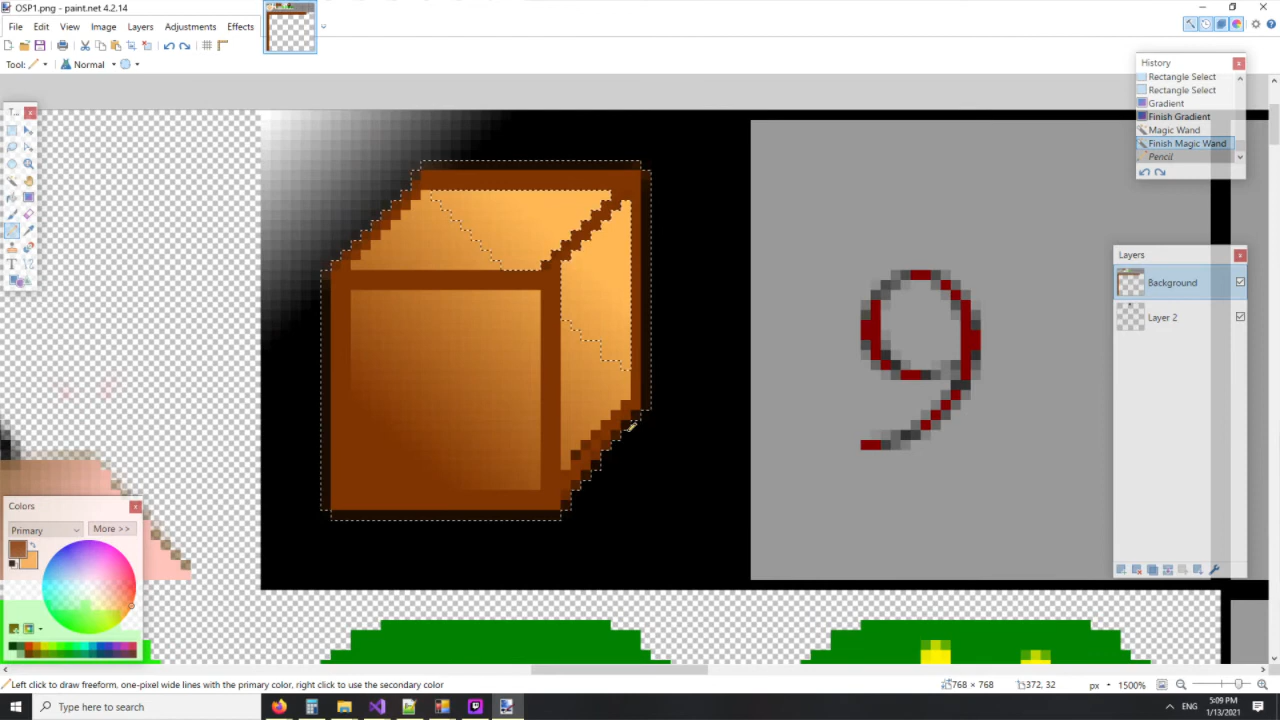 OSP1.png - paint.net 4.2.14
File Edit View Image Layers Adjustments Effects
Tool: Normal
T...
History
Rectangle Select
Rectangle Select
Gradient
Finish Gradient
Magic Wand
Finish Magic Wand
Pencil
9
Layers
Background
Layer 2
Colors
Primary
More >>
Left click to draw freeform, one-pixel wide lines with the primary color, right click to use the secondary color
768 × 768
372, 32
px
1500%
Type here to search
ENG
5:09 PM
1/13/2021